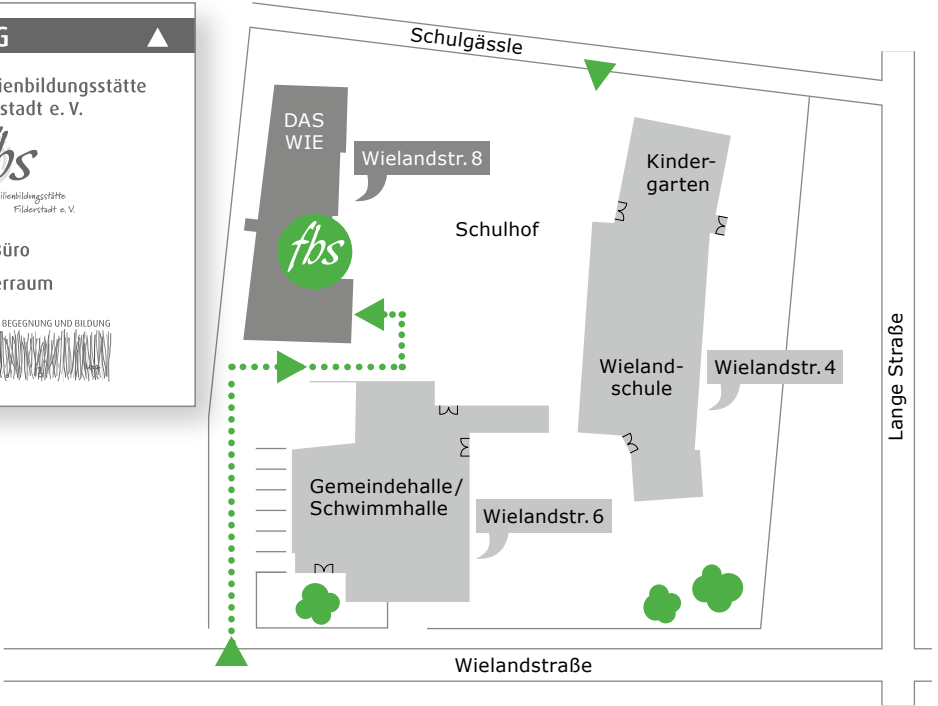 G
ienbildungsstätte
stadt e. V.
bs
ilienbildungsstätte
Filderstadt e. V.
üro
erraum
BEGEGNUNG UND BILDUNG
Schulgässle
DAS
WIE
Wielandstr. 8
fbs
Kinder-
garten
Schulhof
Wieland-
schule
Wielandstr. 4
Lange Straße
Gemeindehalle/
Schwimmhalle
Wielandstr. 6
Wielandstraße